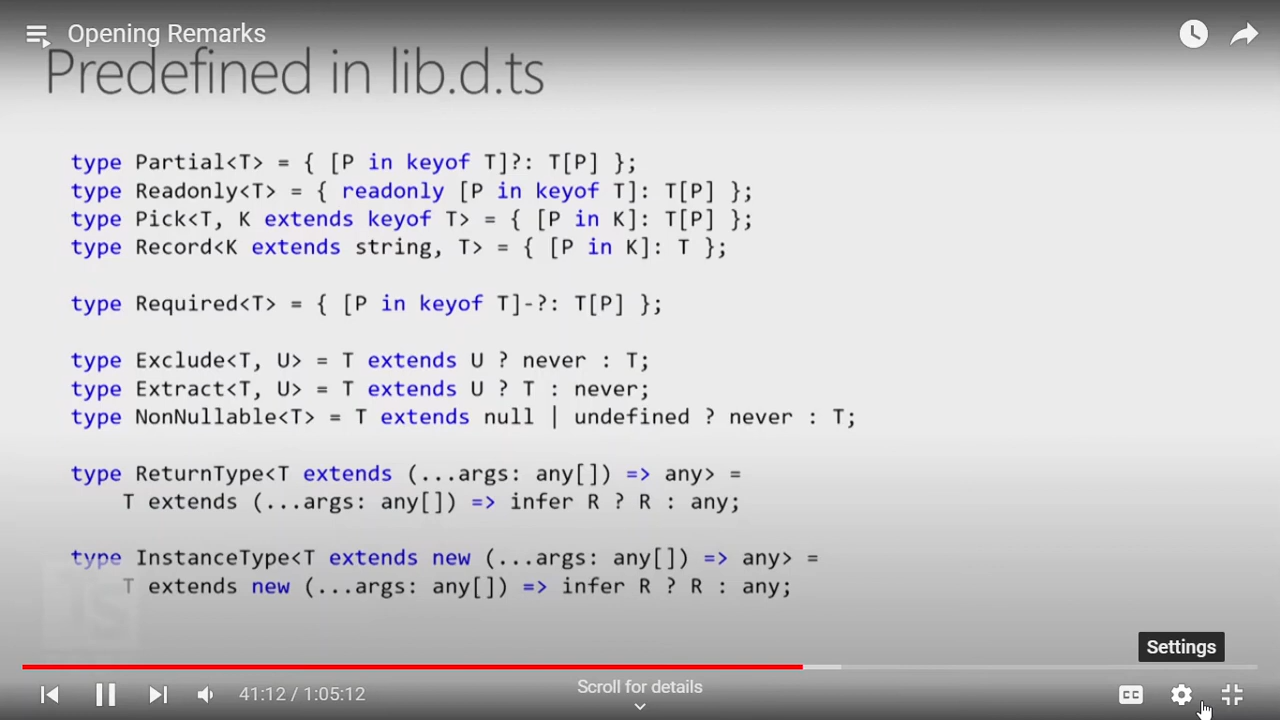 Opening Remarks
Predefined in lib.d.ts
type Partial<T> = { [P in keyof T]?: T[P] };
type Readonly<T> = { readonly [P in keyof T]: T[P] };
type Pick<T, K extends keyof T> = { [P in K]: T[P] };
type Record<K extends string, T> = { [P in K]: T };
type Required<T> = { [P in keyof T]-?: T[P] };
type Exclude<T, U> = T extends U ? never : T;
type Extract<T, U> = T extends U ? T : never;
type NonNullable<T> = T extends null | undefined ? never : T;
type ReturnType<T extends (...args: any[]) => any> =
T extends (...args: any[]) => infer R ? R : any;
type InstanceType<T extends new (...args: any[]) => any> =
T extends new (...args: any[]) => infer R ? R : any;
TS
Settings
41:12 / 1:05:12
Scroll for details
CC